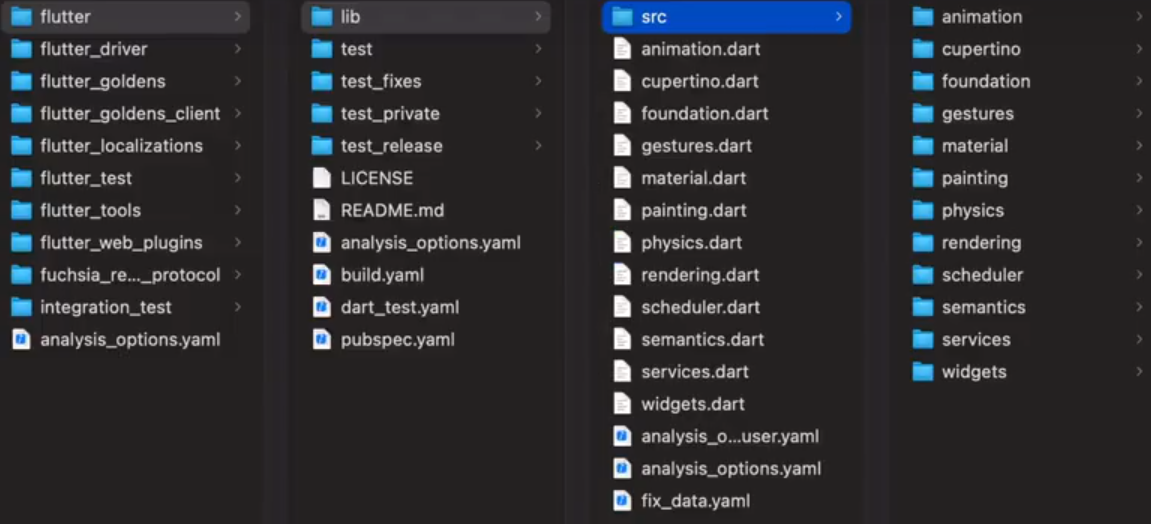 flutter
flutter_driver
flutter_goldens
flutter_goldens_client
flutter_localizations
flutter_test
flutter_tools
flutter_web_plugins
fuchsia_re..._protocol
integration_test
analysis_options.yaml
lib
test
test_fixes
test_private
test_release
LICENSE
README.md
analysis_options.yaml
build.yaml
dart_test.yaml
pubspec.yaml
src
animation.dart
cupertino.dart
foundation.dart
gestures.dart
material.dart
painting.dart
physics.dart
rendering.dart
scheduler.dart
semantics.dart
services.dart
widgets.dart
analysis_o...user.yaml
analysis_options.yaml
fix_data.yaml
animation
cupertino
foundation
gestures
material
painting
physics
rendering
scheduler
semantics
services
widgets